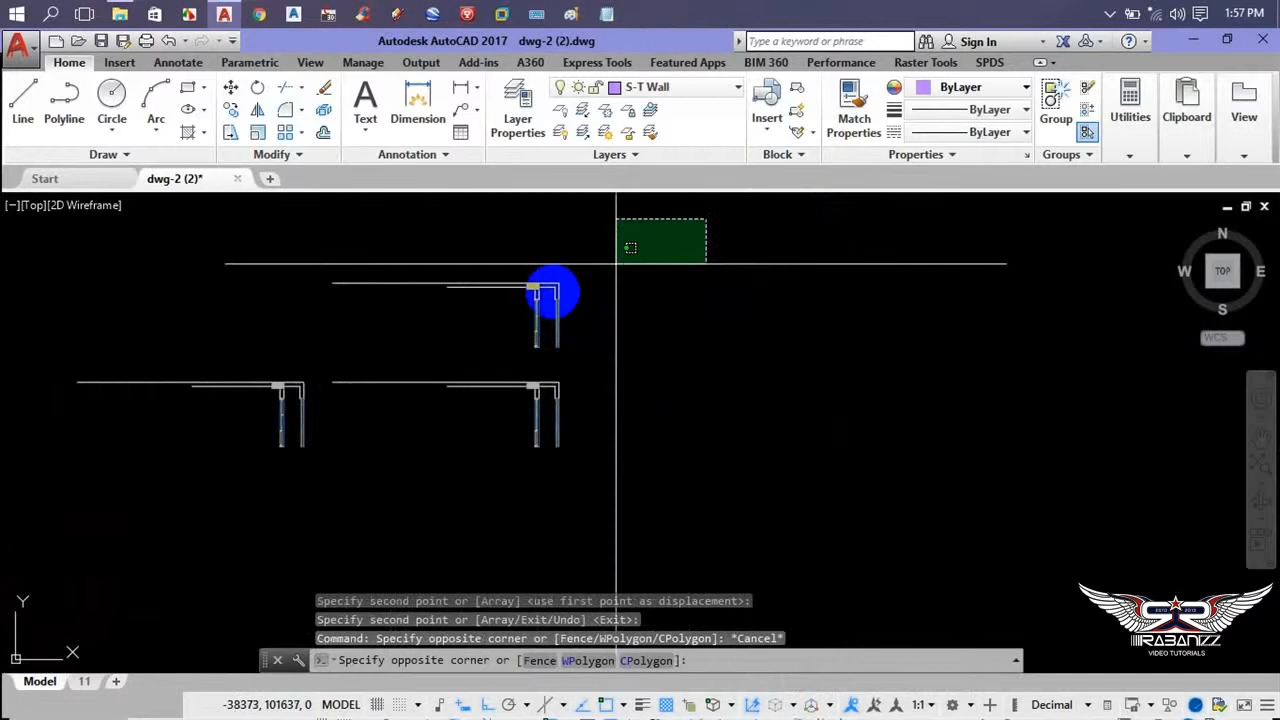 1:57 PM
Autodesk AutoCAD 2017 dwg-2 (2).dwg
Type a keyword or phrase
Sign In
Home Insert Annotate Parametric View Manage Output Add-ins A360 Express Tools Featured Apps BIM 360 Performance Raster Tools SPDS
S-T Wall
ByLayer
ByLayer
ByLayer
Line Polyline Circle Arc Text Dimension Layer Properties Insert Match Properties Group Utilities Clipboard View
Draw Modify Annotation Layers Block Properties Groups
Start dwg-2 (2)*
[−][Top][2D Wireframe]
N
W TOP E
S
WCS
Y
X
Specify second point or [Array] <use first point as displacement>:
Specify second point or [Array/Exit/Undo] <Exit>:
Command: Specify opposite corner or [Fence/WPolygon/CPolygon]: *Cancel*
Specify opposite corner or [Fence WPolygon CPolygon]:
RABANIZZ
VIDEO TUTORIALS
Model 11
-38373, 101637, 0 MODEL 1:1 Decimal